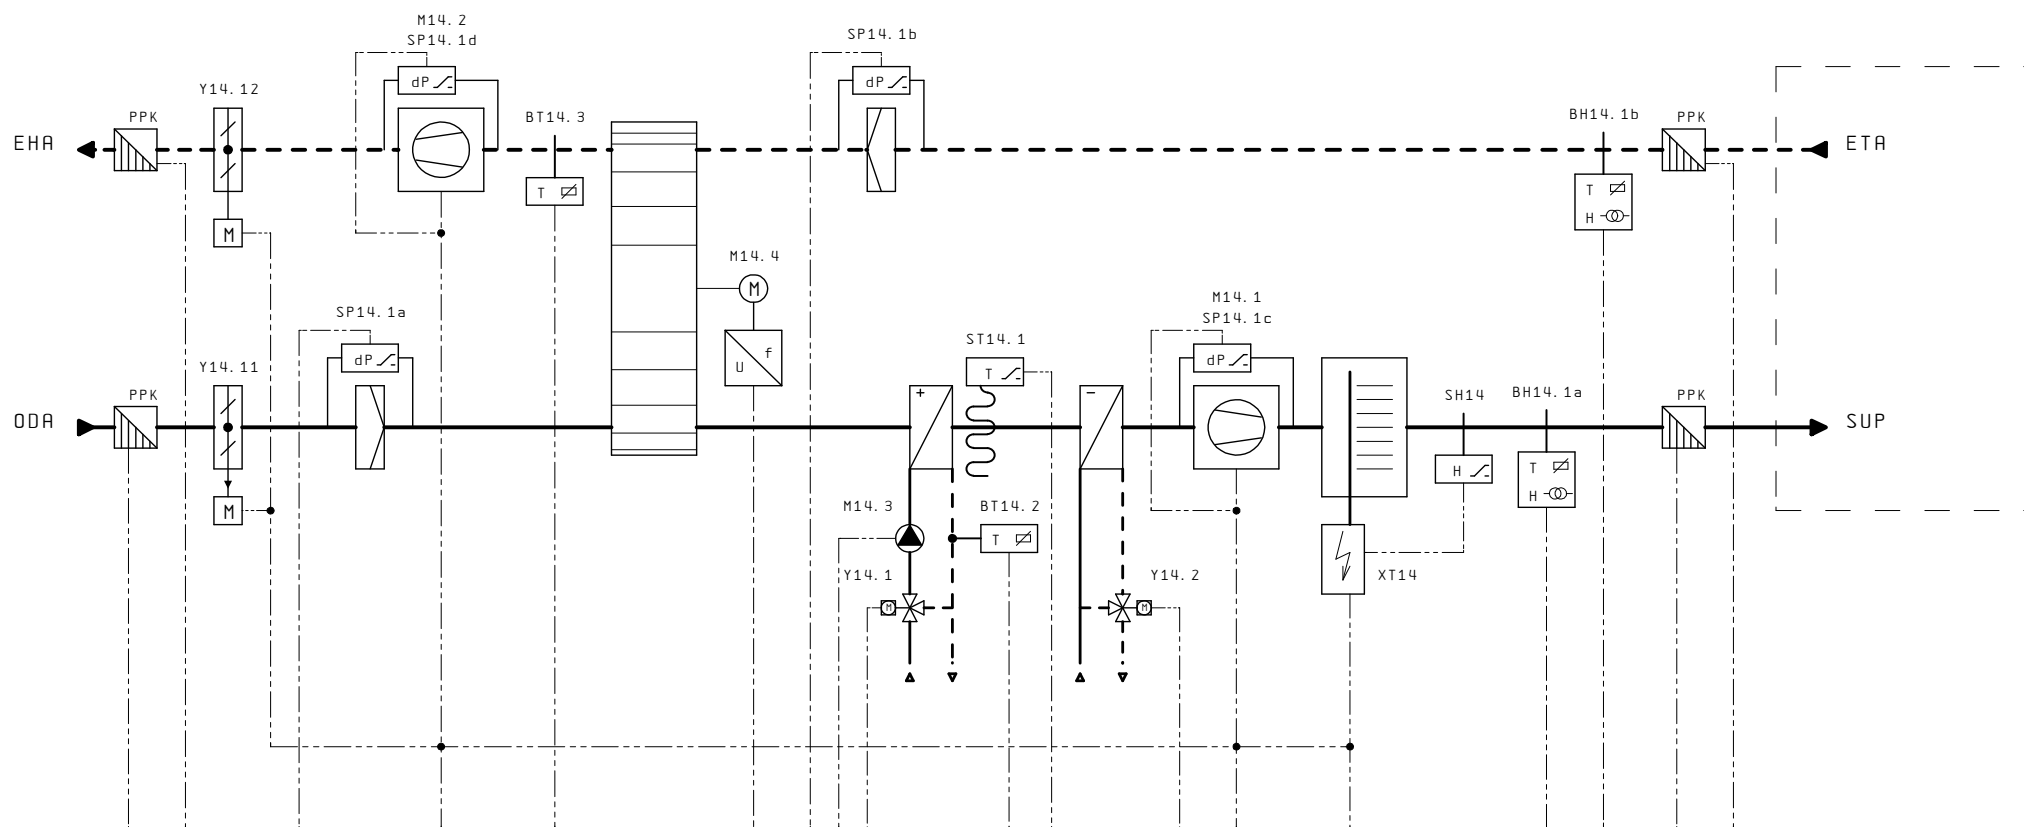 M14.2
SP14.1d
SP14.1b
dP
dP
Y14.12
PPK
BT14.3
BH14.1b
PPK
EHA
ETA
T
T
H
M
M14.4
M
SP14.1a
M14.1
SP14.1c
ST14.1
f
U
dP
dP
T
Y14.11
PPK
+
-
SH14
BH14.1a
PPK
ODA
SUP
H
T
H
M
M14.3
BT14.2
T
Y14.1
Y14.2
XT14
M
M